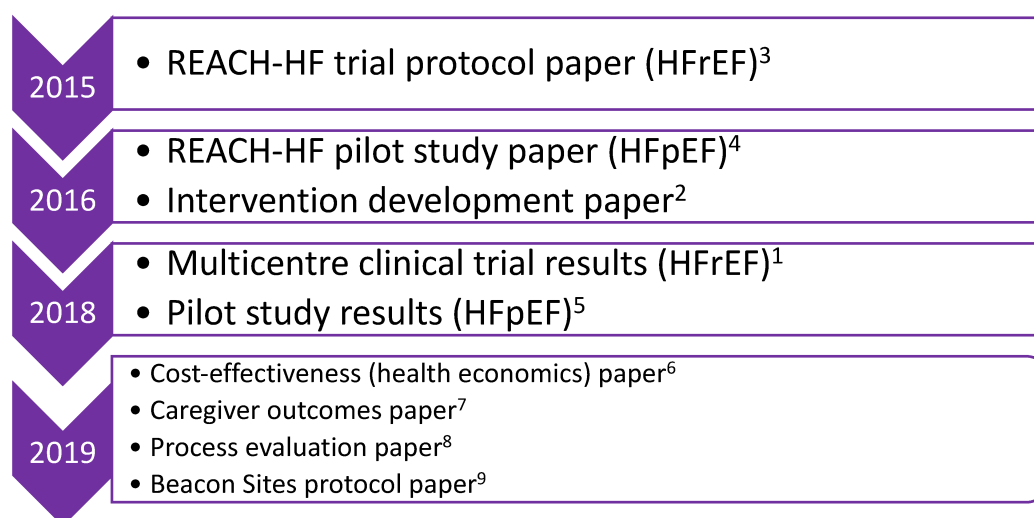 2015
• REACH-HF trial protocol paper (HFrEF)³
2016
• REACH-HF pilot study paper (HFpEF)⁴
• Intervention development paper²
2018
• Multicentre clinical trial results (HFrEF)¹
• Pilot study results (HFpEF)⁵
2019
• Cost-effectiveness (health economics) paper⁶
• Caregiver outcomes paper⁷
• Process evaluation paper⁸
• Beacon Sites protocol paper⁹